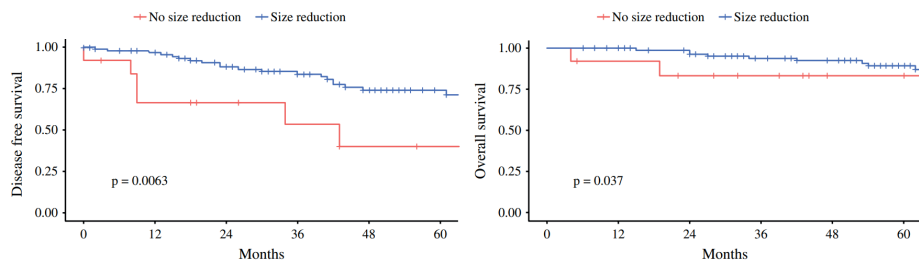 No size reduction Size reduction
1.00
0.75
0.50
0.25
0.00
Disease free survival
p = 0.0063
0 12 24 36 48 60
Months
No size reduction Size reduction
1.00
0.75
0.50
0.25
0.00
Overall survival
p = 0.037
0 12 24 36 48 60
Months